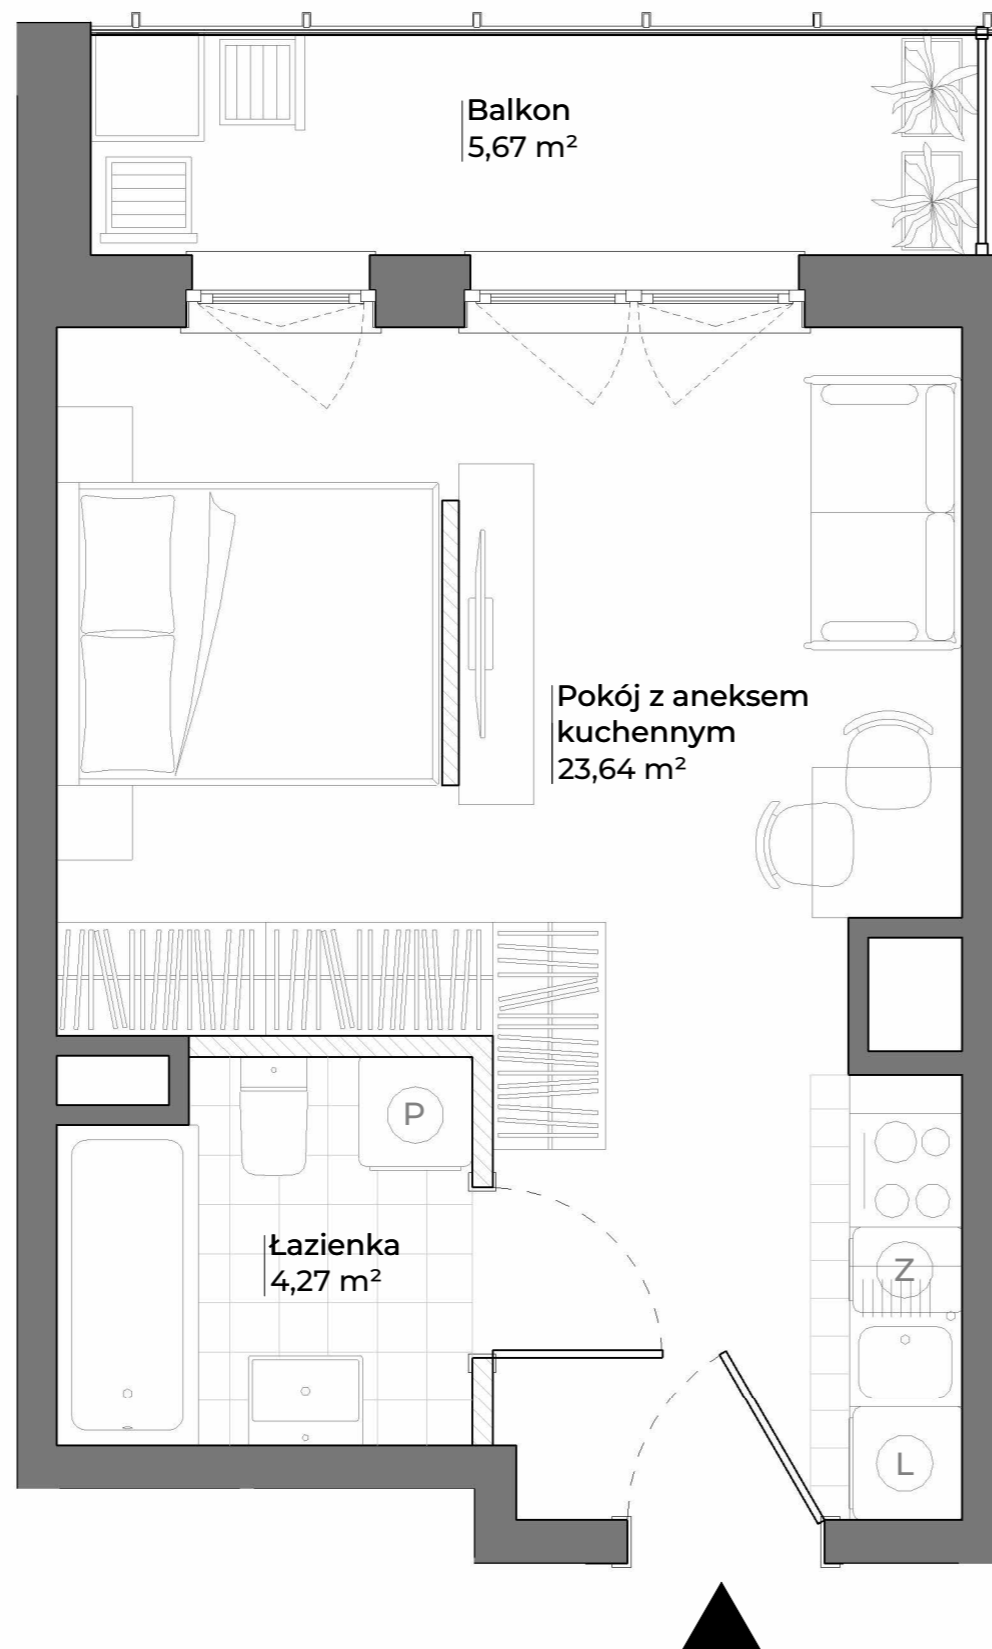 Balkon
5,67 m²
Pokój z aneksem
kuchennym
23,64 m²
P
Łazienka
4,27 m²
Z
L